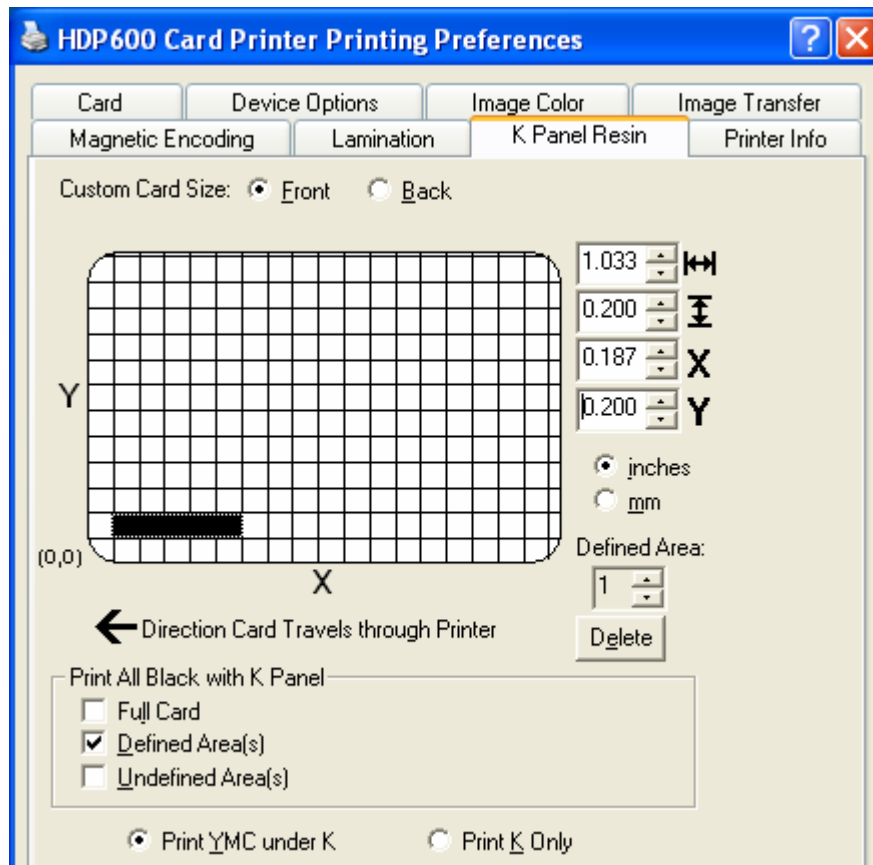 HDP600 Card Printer Printing Preferences
Card Device Options Image Color Image Transfer
Magnetic Encoding Lamination K Panel Resin Printer Info
Custom Card Size: Front Back
1.033
0.200
0.187 X
0.200 Y
Y
inches
mm
(0,0)
X
Defined Area:
1
Direction Card Travels through Printer
Delete
Print All Black with K Panel
Full Card
Defined Area(s)
Undefined Area(s)
Print YMC under K Print K Only